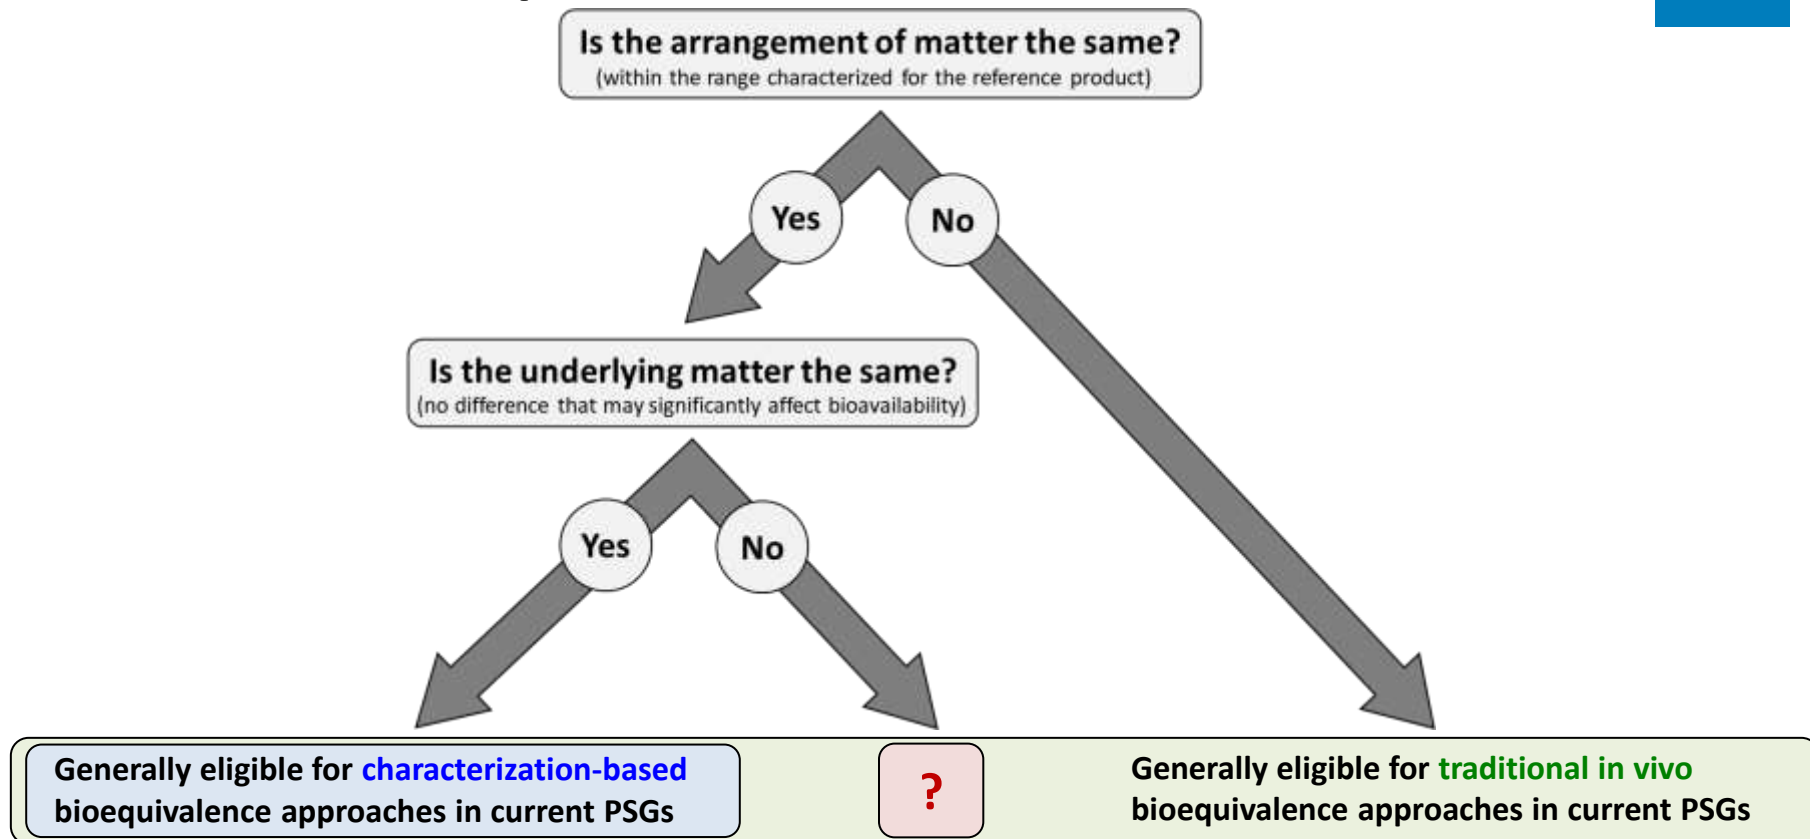 Is the arrangement of matter the same?
(within the range characterized for the reference product)
Yes
No
Is the underlying matter the same?
(no difference that may significantly affect bioavailability)
Yes
No
Generally eligible for characterization-based
bioequivalence approaches in current PSGs
?
Generally eligible for traditional in vivo
bioequivalence approaches in current PSGs